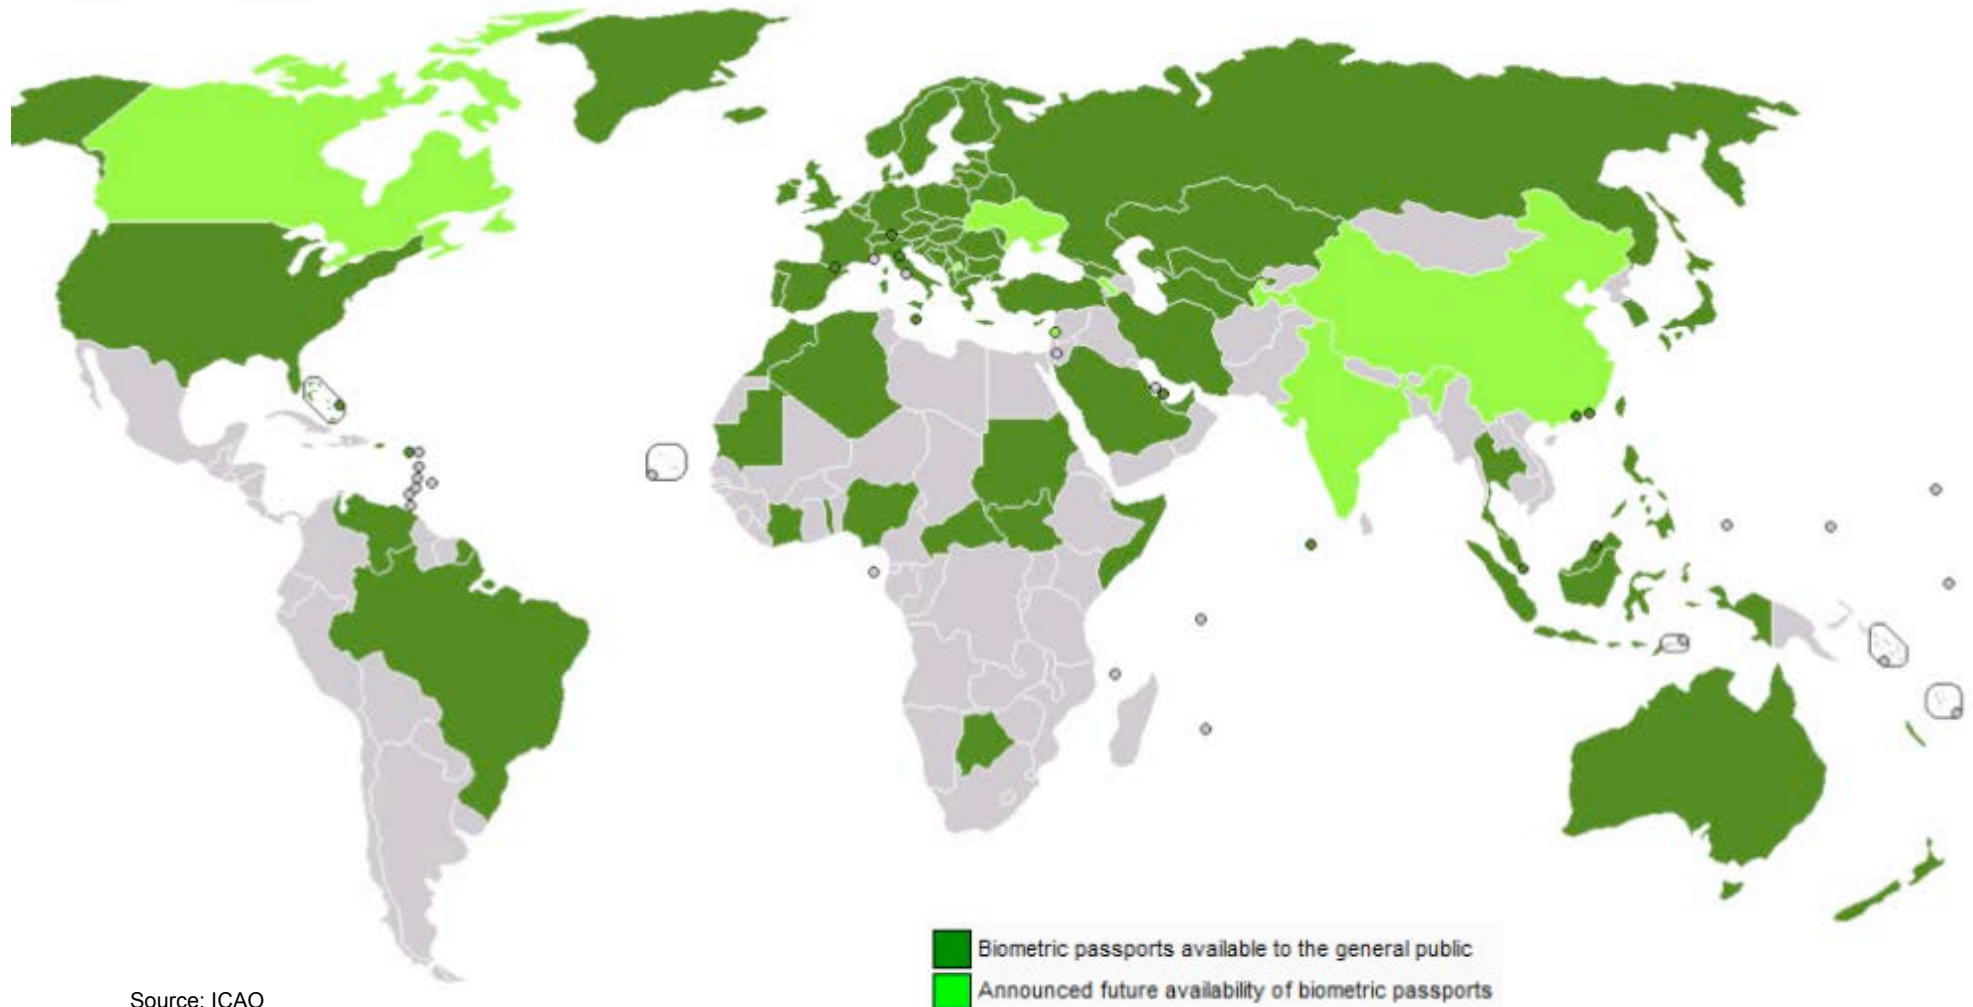 Biometric passports available to the general public
Announced future availability of biometric passports
Source: ICAO